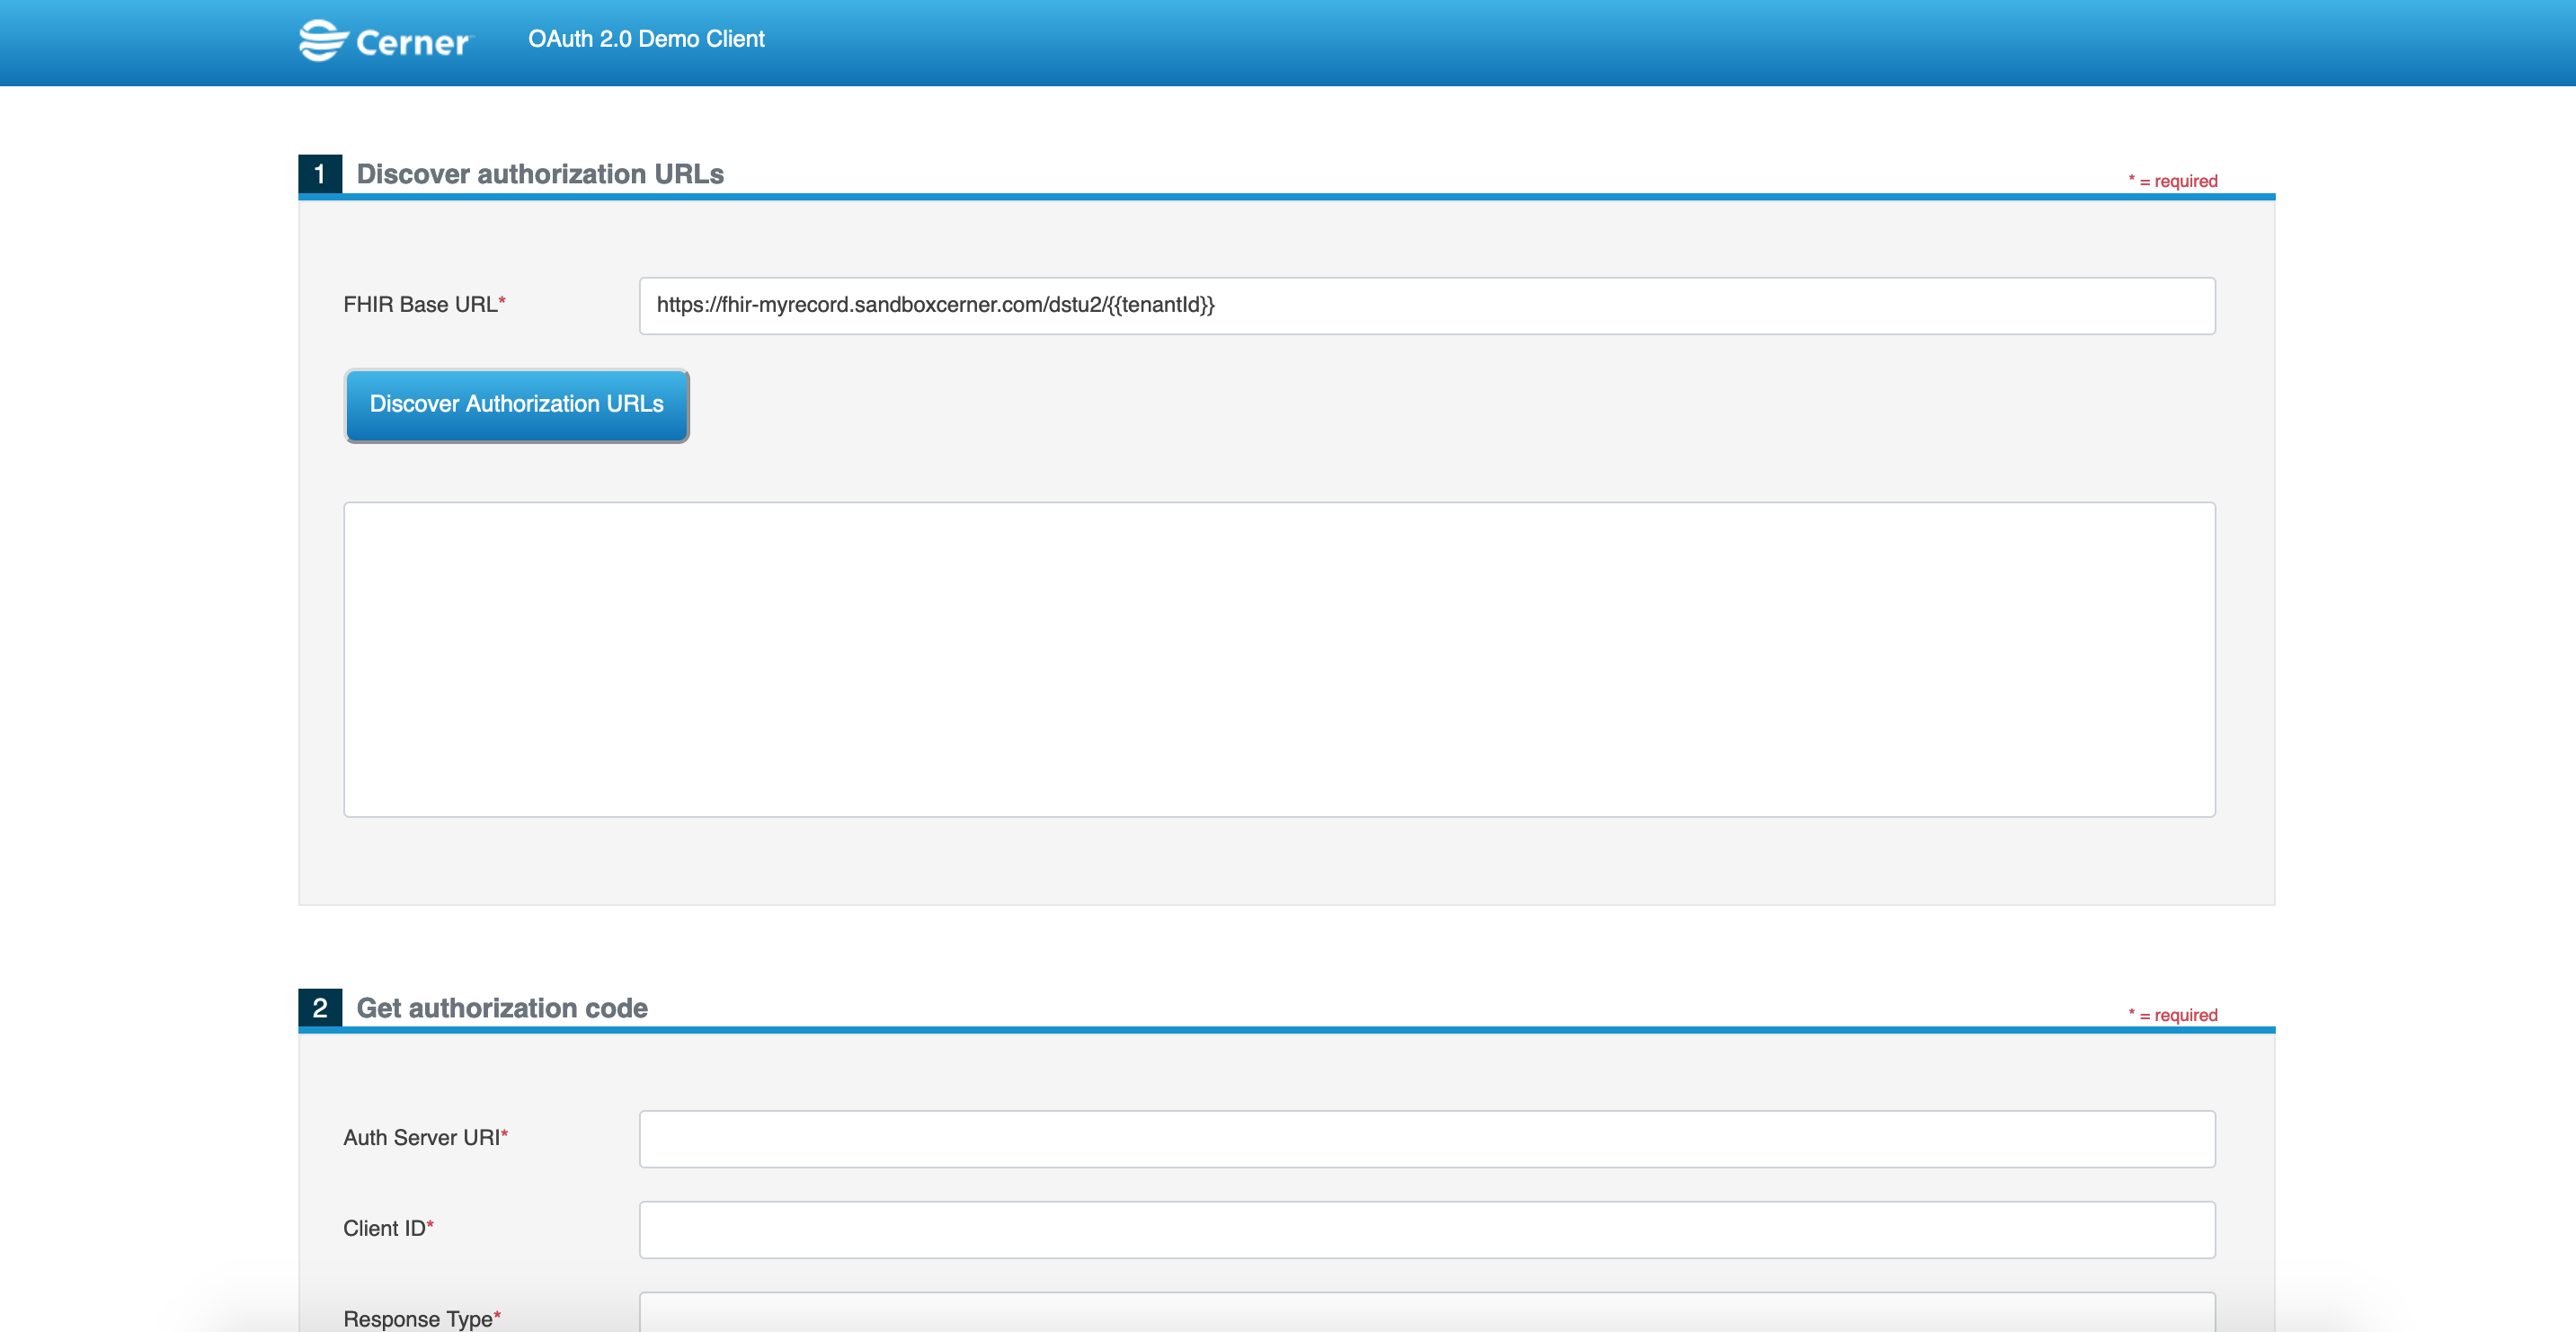 Cerner
OAuth 2.0 Demo Client
1 Discover authorization URLs
* = required
FHIR Base URL*
https://fhir-myrecord.sandboxcerner.com/dstu2/{{tenantId}}
Discover Authorization URLs
2 Get authorization code
* = required
Auth Server URI*
Client ID*
Response Type*